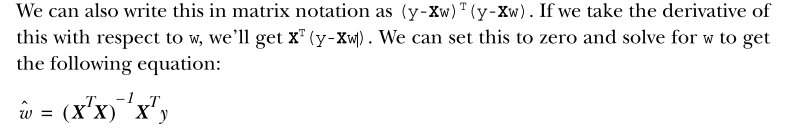 We can also write this in matrix notation as (y-Xw)ᵀ(y-Xw). If we take the derivative of
this with respect to w, we'll get Xᵀ(y-Xw). We can set this to zero and solve for w to get
the following equation:
ŵ = (XᵀX)⁻¹Xᵀy